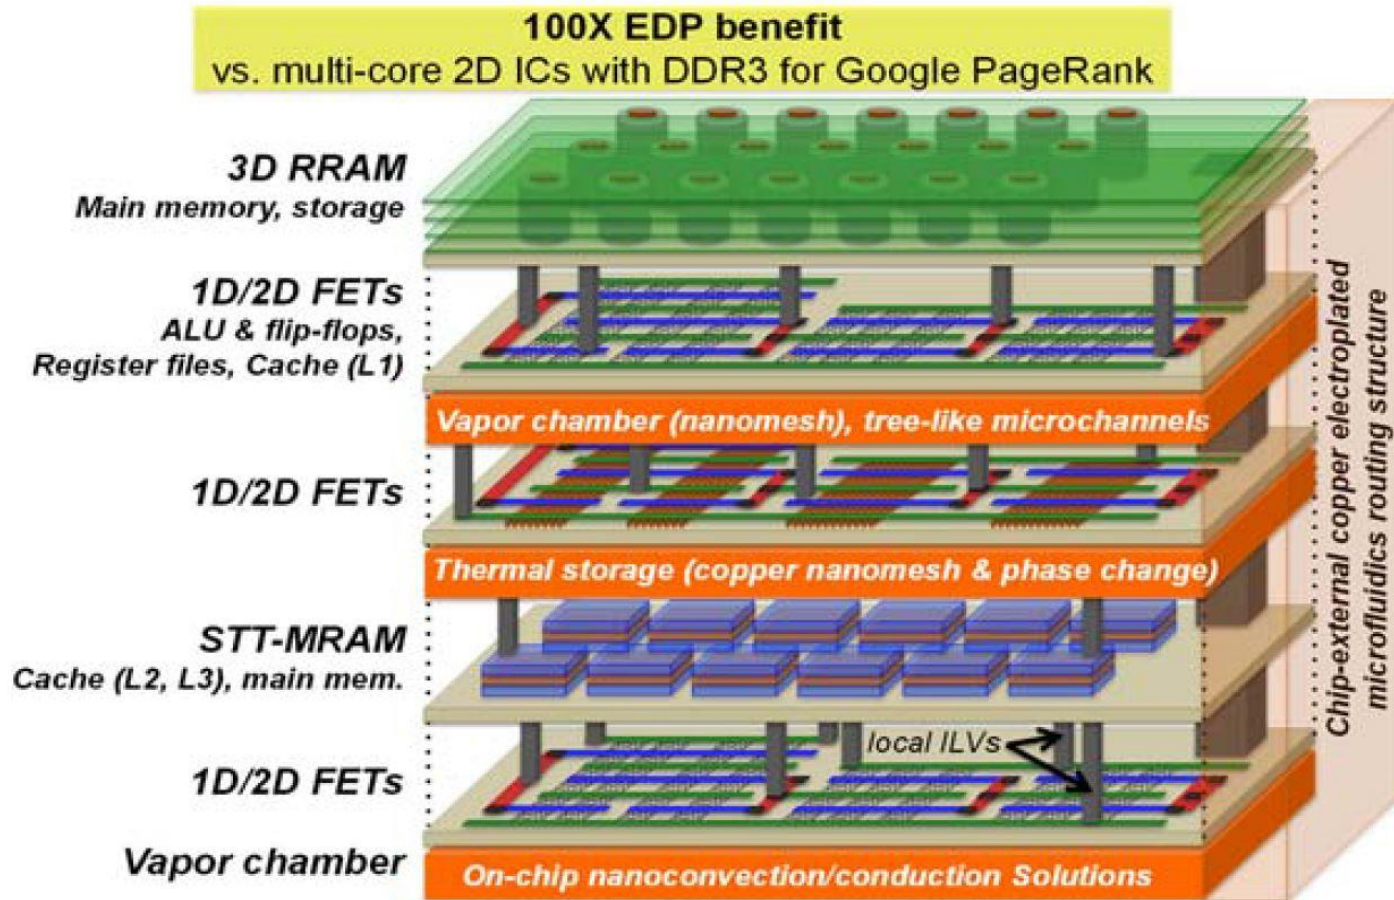 100X EDP benefit
vs. multi-core 2D ICs with DDR3 for Google PageRank
3D RRAM
Main memory, storage
1D/2D FETs
ALU & flip-flops,
Register files, Cache (L1)
Vapor chamber (nanomesh), tree-like microchannels
1D/2D FETs
Thermal storage (copper nanomesh & phase change)
STT-MRAM
Cache (L2, L3), main mem.
local ILVs
1D/2D FETs
Vapor chamber
On-chip nanoconvection/conduction Solutions
Chip-external copper electroplated
microfluidics routing structure